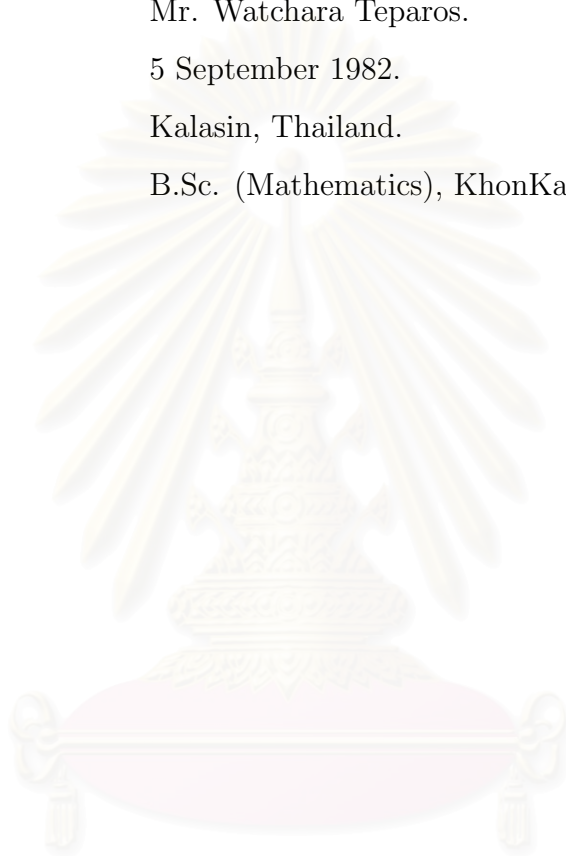 Mr. Watchara Teparos.
5 September 1982.
Kalasin, Thailand.
B.Sc. (Mathematics), KhonKa